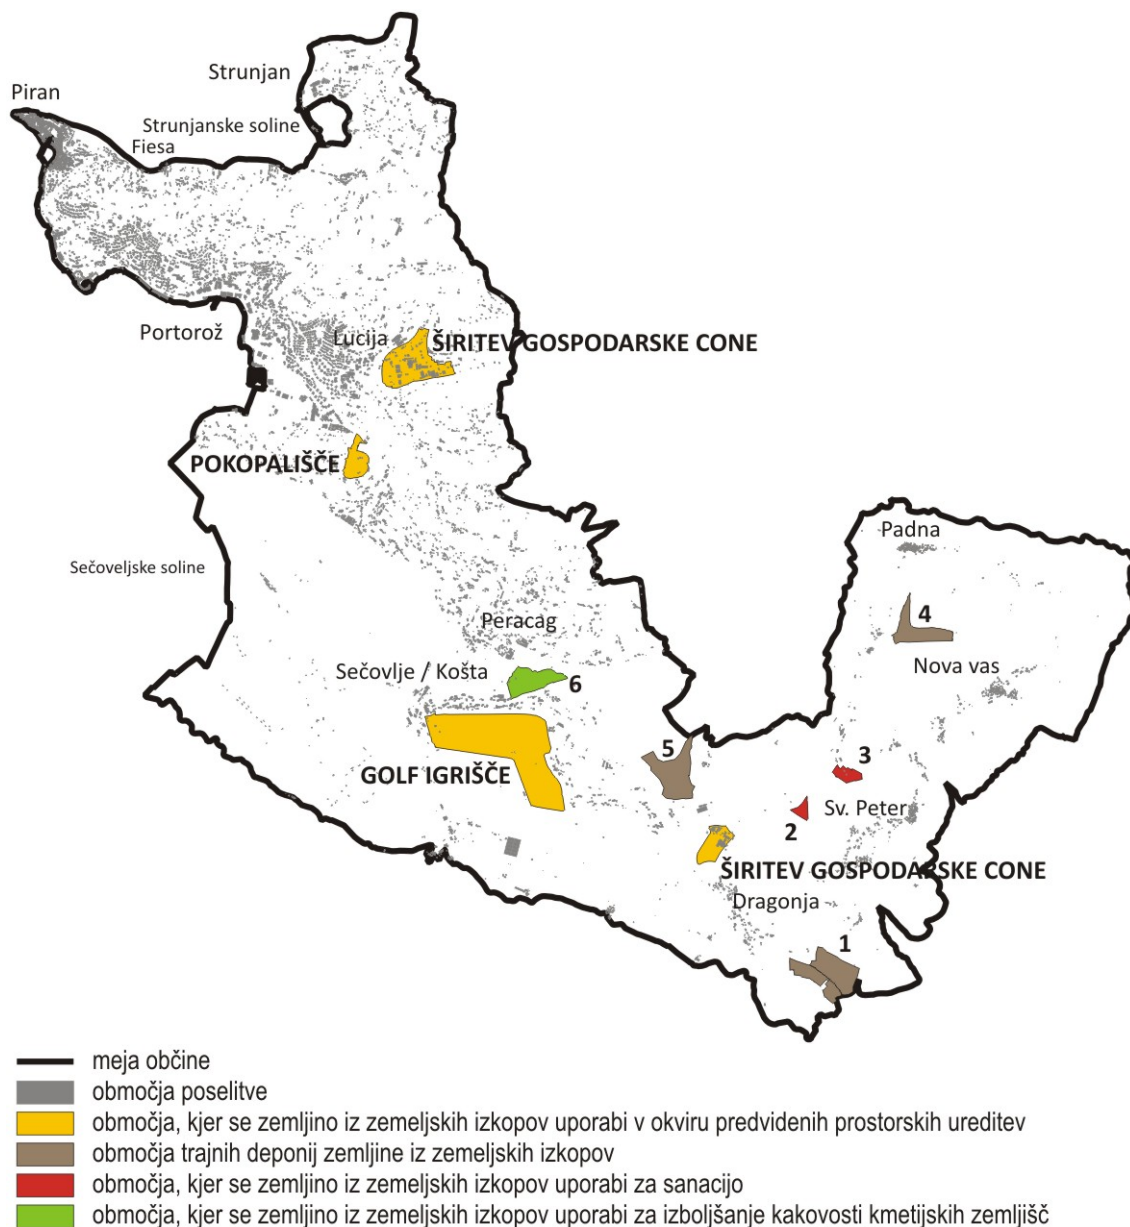 Strunjan
Piran
Strunjanske soline
Fiesa
Portorož
Lucija
ŠIRITEV GOSPODARSKE CONE
POKOPALIŠČE
Padna
Sečoveljske soline
4
Peracag
Nova vas
Sečovlje / Košta
6
5
3
GOLF IGRIŠČE
Sv. Peter
2
ŠIRITEV GOSPODARSKE CONE
Dragonja
1
meja občine
območja poselitve
območja, kjer se zemljino iz zemeljskih izkopov uporabi v okviru predvidenih prostorskih ureditev
območja trajnih deponij zemljine iz zemeljskih izkopov
območja, kjer se zemljino iz zemeljskih izkopov uporabi za sanacijo
območja, kjer se zemljino iz zemeljskih izkopov uporabi za izboljšanje kakovosti kmetijskih zemljišč